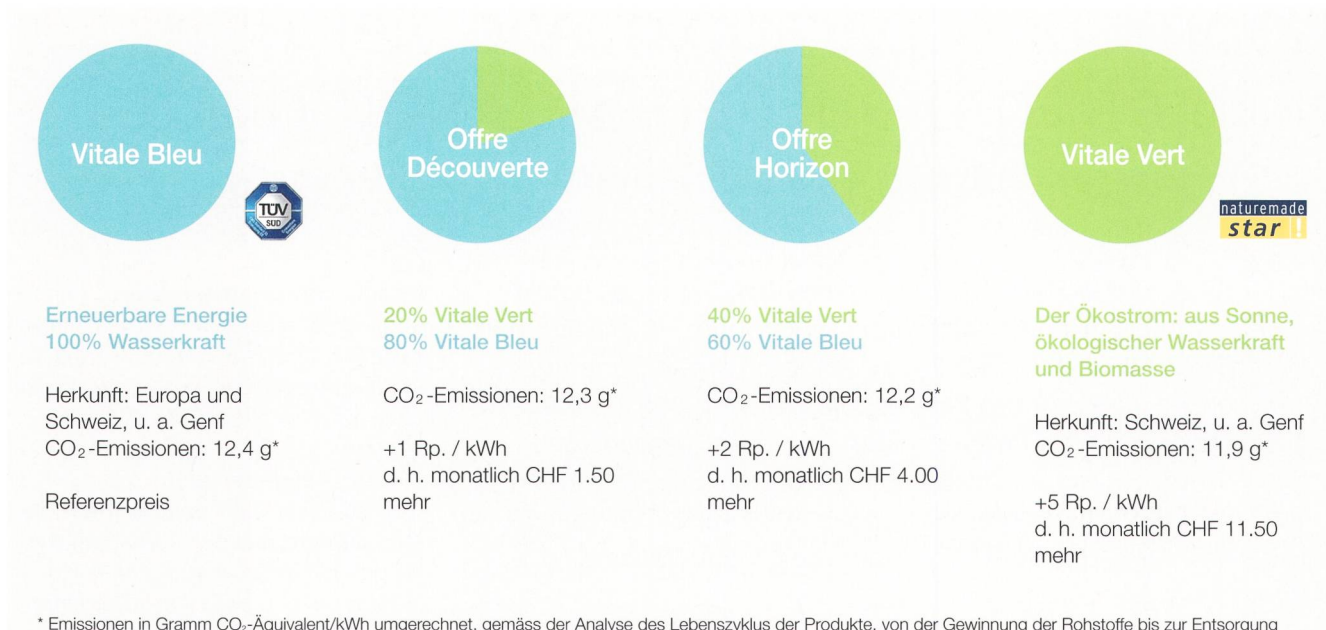 Vitale Bleu
TÜV
SÜD
Erneuerbare Energie
100% Wasserkraft
Herkunft: Europa und
Schweiz, u. a. Genf
CO₂-Emissionen: 12,4 g*
Referenzpreis
Offre
Découverte
20% Vitale Vert
80% Vitale Bleu
CO₂-Emissionen: 12,3 g*
+1 Rp. / kWh
d. h. monatlich CHF 1.50
mehr
Offre
Horizon
40% Vitale Vert
60% Vitale Bleu
CO₂-Emissionen: 12,2 g*
+2 Rp. / kWh
d. h. monatlich CHF 4.00
mehr
Vitale Vert
naturemade
star!
Der Ökostrom: aus Sonne,
ökologischer Wasserkraft
und Biomasse
Herkunft: Schweiz, u. a. Genf
CO₂-Emissionen: 11,9 g*
+5 Rp. / kWh
d. h. monatlich CHF 11.50
mehr
* Emissionen in Gramm CO₂-Äquivalent/kWh umgerechnet, gemäss der Analyse des Lebenszyklus der Produkte, von der Gewinnung der Rohstoffe bis zur Entsorgung